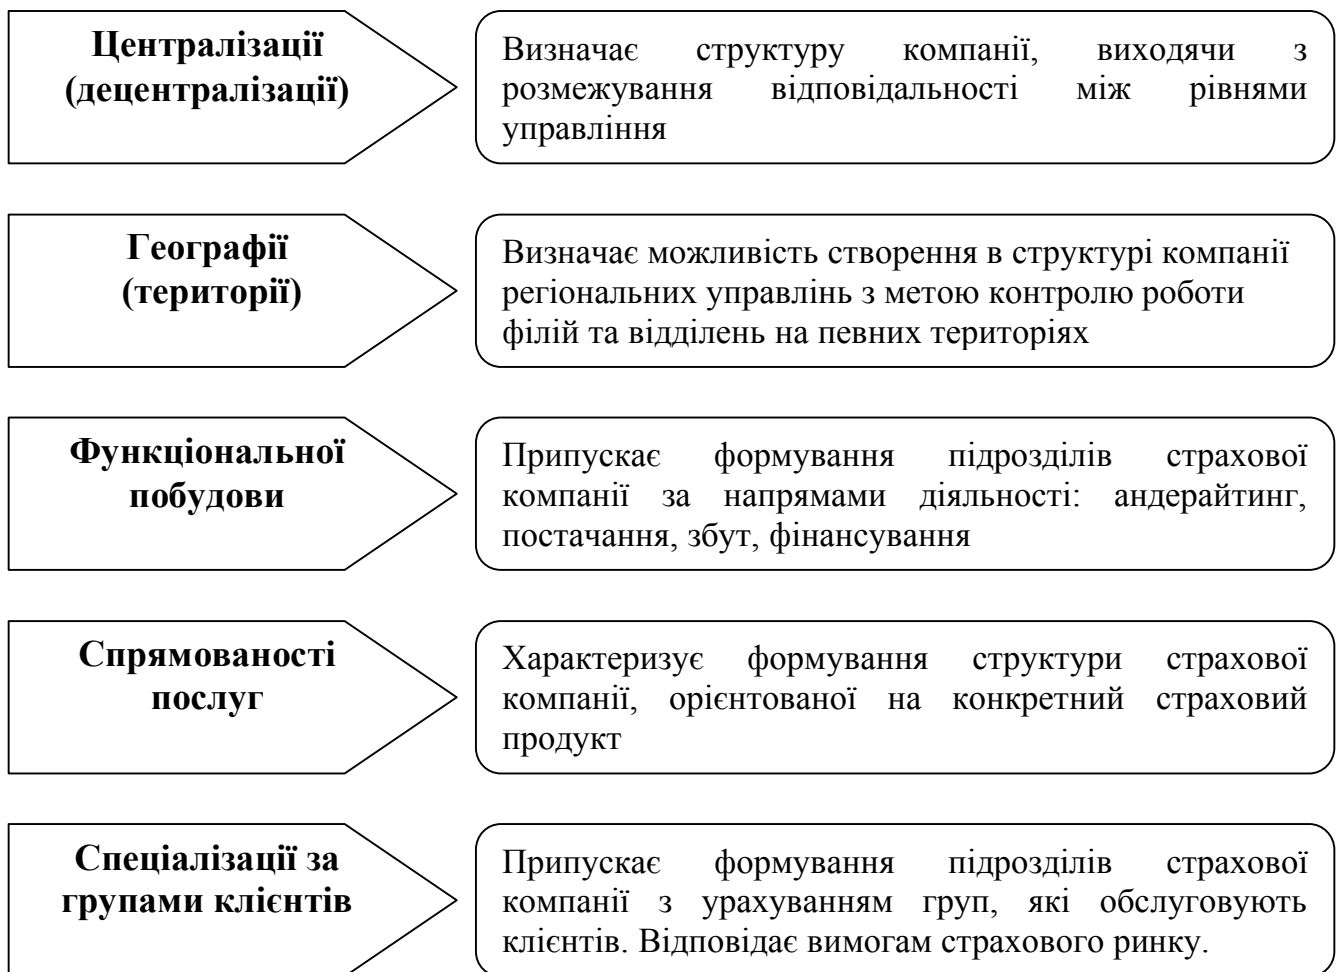 Централізації
(децентралізації)
Визначає структуру компанії, виходячи з
розмежування відповідальності між рівнями
управління
Географії
(території)
Визначає можливість створення в структурі компанії
регіональних управлінь з метою контролю роботи
філій та відділень на певних територіях
Функціональної
побудови
Припускає формування підрозділів страхової
компанії за напрямами діяльності: андерайтинг,
постачання, збут, фінансування
Спрямованості
послуг
Характеризує формування структури страхової
компанії, орієнтованої на конкретний страховий
продукт
Спеціалізації за
групами клієнтів
Припускає формування підрозділів страхової
компанії з урахуванням груп, які обслуговують
клієнтів. Відповідає вимогам страхового ринку.